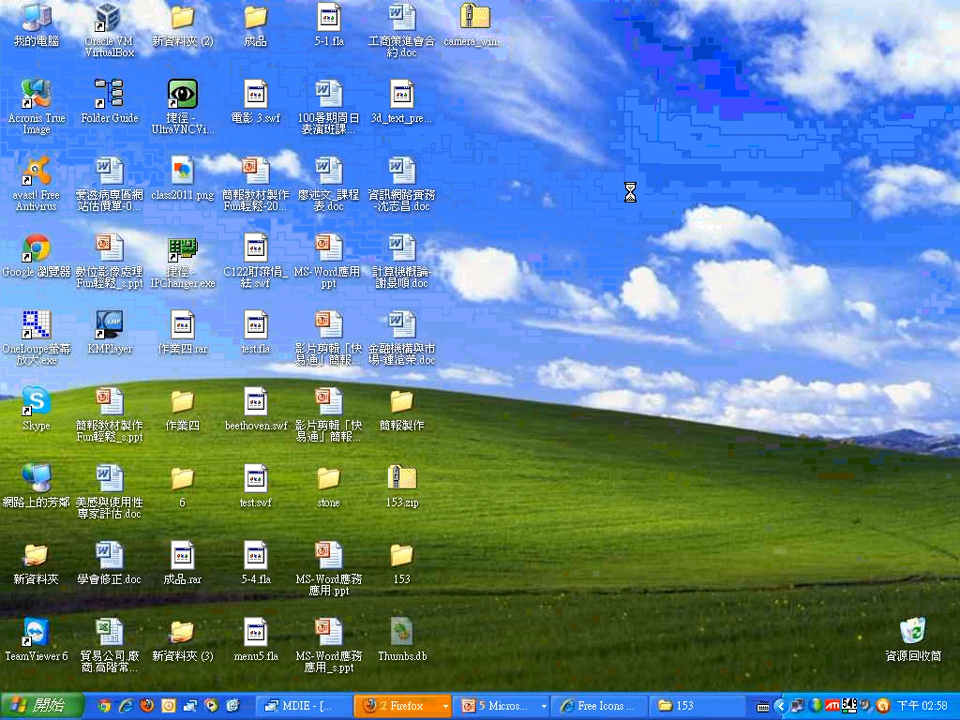 我的電腦
Oracle VM
VirtualBox
新資料夾 (2)
成品
5-1.fla
工商策進會合
約.doc
camera_win...
Acronis True
Image
Folder Guide
捷徑 -
UltraVNCVi...
電影 3.swf
100暑期周日
表演班課...
3d_text_pre...
avast! Free
Antivirus
愛滋病專區網
站估價單-0...
class2011.png
簡報教材製作
Fun輕鬆-20...
廖述文_課程
表.doc
資訊網路實務
-沈志昌.doc
Google 瀏覽器
數位影像處理
Fun輕鬆_s.ppt
捷徑 -
IPChanger.exe
MS-Word應用
ppt
計算機概論-
謝景順.doc
OneLoupe螢幕
放大.exe
KMPlayer
作業四.rar
test.fla
影片剪輯「快
易通」簡報...
金融機構與市
場-鍾滄榮.doc
Skype
簡報教材製作
Fun輕鬆_s.ppt
作業四
beethoven.swf
影片剪輯「快
易通」簡報...
簡報製作
網路上的芳鄰
美感與使用性
專家評估.doc
6
test.swf
stone
153.zip
新資料夾
學會修正.doc
成品.rar
5-4.fla
MS-Word應務
應用.ppt
153
TeamViewer 6
貿易公司.廠
商.高階常...
新資料夾 (3)
menu5.fla
MS-Word應務
應用_s.ppt
Thumbs.db
資源回收筒
開始
MDIE - [...
2 Firefox
5 Micros...
Free Icons ...
153
ATI
下午 02:58